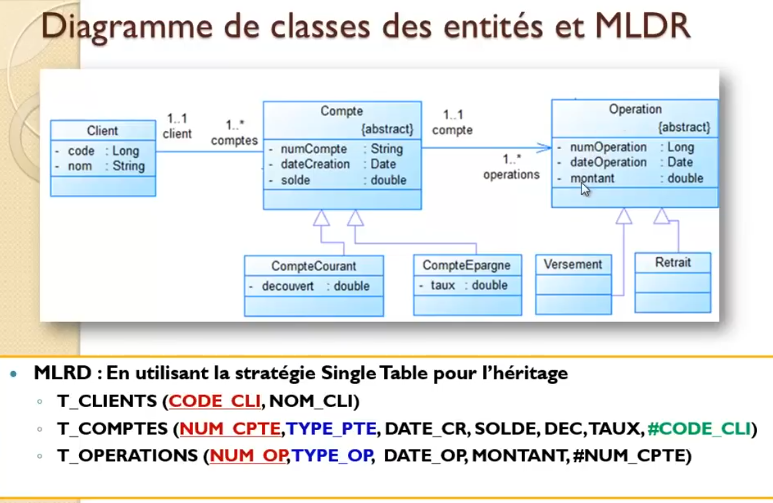 Diagramme de classes des entités et MLDR
Client
- code : Long
- nom : String
1..1
client
1..*
comptes
Compte
{abstract}
- numCompte : String
- dateCreation : Date
- solde : double
1..1
compte
1..*
operations
Operation
{abstract}
- numOperation : Long
- dateOperation : Date
- montant : double
CompteCourant
- decouvert : double
CompteEpargne
- taux : double
Versement
Retrait
• MLRD : En utilisant la stratégie Single Table pour l'héritage
◦ T_CLIENTS (CODE_CLI, NOM_CLI)
◦ T_COMPTES (NUM_CPTE,TYPE_PTE, DATE_CR, SOLDE, DEC,TAUX, #CODE_CLI)
◦ T_OPERATIONS (NUM_OP,TYPE_OP, DATE_OP, MONTANT, #NUM_CPTE)